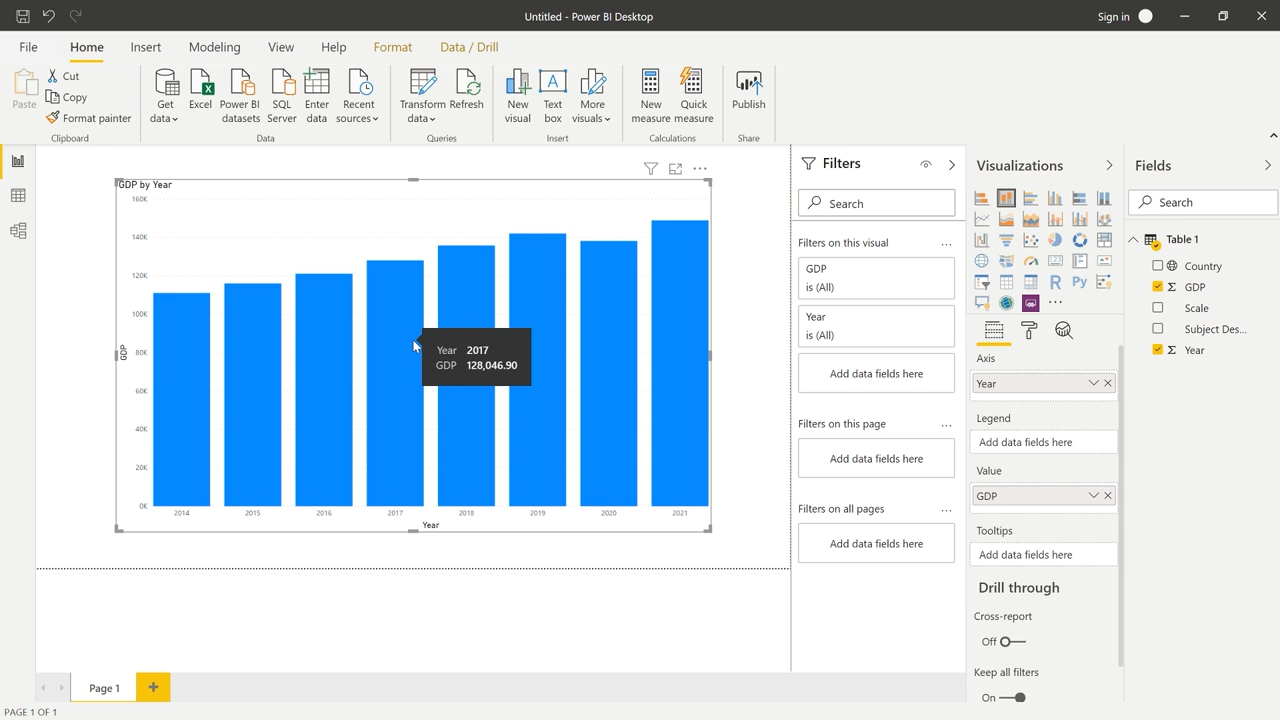 Untitled - Power BI Desktop
Sign in
File
Home
Insert
Modeling
View
Help
Format
Data / Drill
Paste
Cut
Copy
Format painter
Clipboard
Get data
Excel
Power BI datasets
SQL Server
Enter data
Recent sources
Data
Transform data
Refresh
Queries
New visual
Text box
More visuals
Insert
New measure
Quick measure
Calculations
Publish
Share
GDP by Year
160K
140K
120K
100K
80K
60K
40K
20K
0K
GDP
2014
2015
2016
2017
2018
2019
2020
2021
Year
Year 2017
GDP 128,046.90
Filters
Search
Filters on this visual
GDP
is (All)
Year
is (All)
Add data fields here
Filters on this page
Add data fields here
Filters on all pages
Add data fields here
Visualizations
R
Py
Axis
Year
Legend
Add data fields here
Value
GDP
Tooltips
Add data fields here
Drill through
Cross-report
Off
Keep all filters
On
Fields
Search
Table 1
Country
GDP
Scale
Subject Des...
Year
Page 1
PAGE 1 OF 1